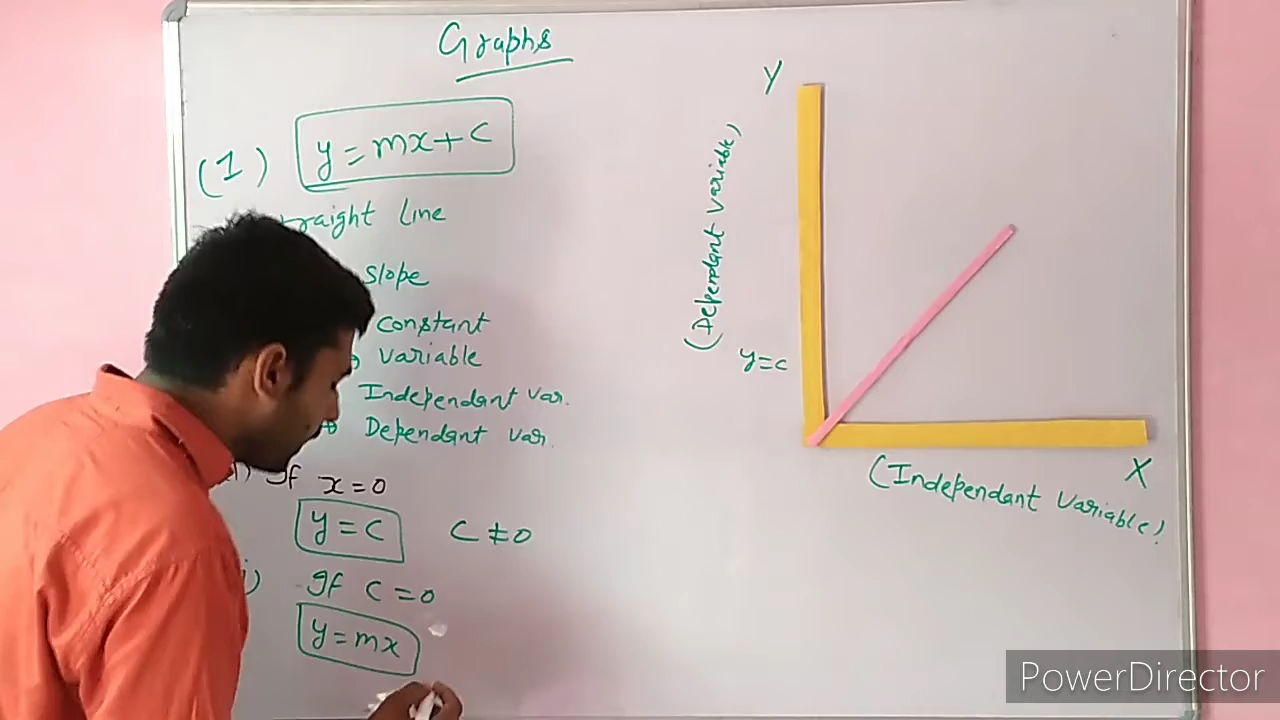 Graphs
(1) y = mx + c
raight Line
slope
constant
variable
Independant var.
Dependant var.
If x = 0
y = c c ≠ 0
i) If c = 0
y = mx
Y
(Dependant Variable)
y = c
X
(Independant Variable)
PowerDirector